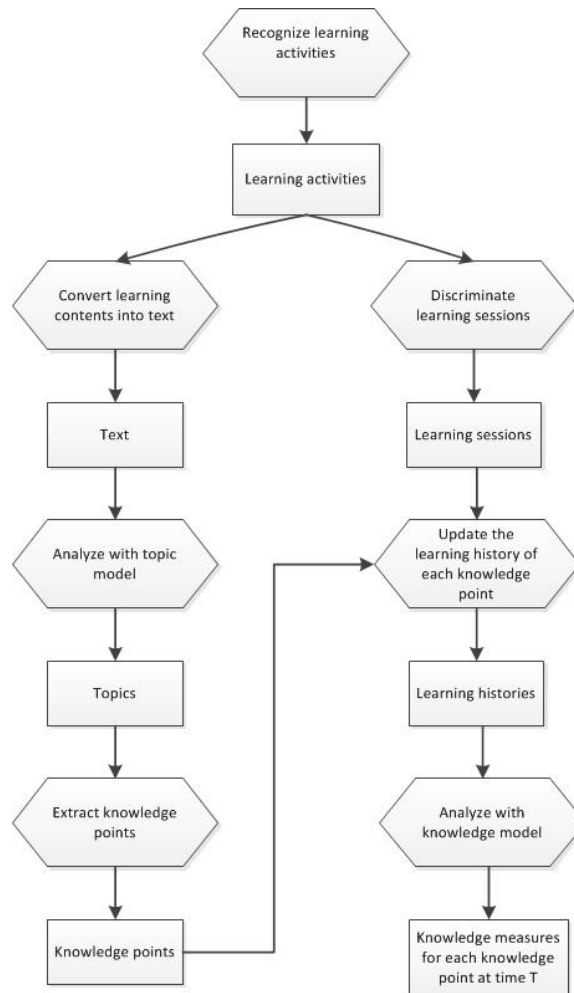 Recognize learning
activities
Learning activities
Convert learning
contents into text
Discriminate
learning sessions
Text
Learning sessions
Analyze with topic
model
Update the
learning history of
each knowledge
point
Topics
Learning histories
Extract knowledge
points
Analyze with
knowledge model
Knowledge points
Knowledge measures
for each knowledge
point at time T